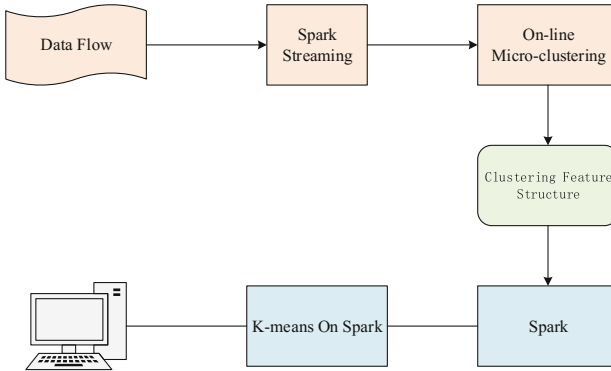 Data Flow
Spark
Streaming
On-line
Micro-clustering
Clustering Feature
Structure
K-means On Spark
Spark